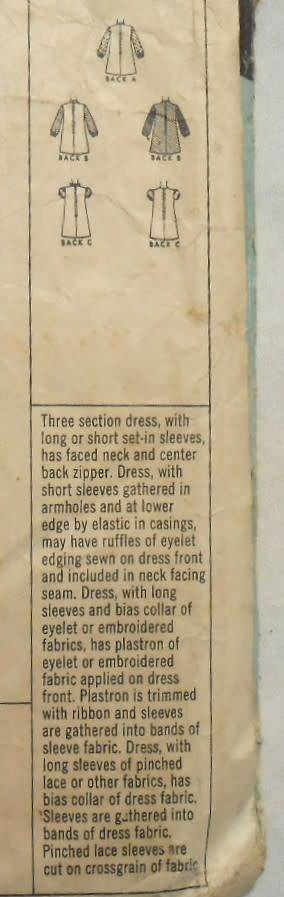 BACK A
BACK B BACK B
BACK C BACK C
Three section dress, with
long or short set-in sleeves,
has faced neck and center
back zipper. Dress, with
short sleeves gathered in
armholes and at lower
edge by elastic in casings,
may have ruffles of eyelet
edging sewn on dress front
and included in neck facing
seam. Dress, with long
sleeves and bias collar of
eyelet or embroidered
fabrics, has plastron of
eyelet or embroidered
fabric applied on dress
front. Plastron is trimmed
with ribbon and sleeves
are gathered into bands of
sleeve fabric. Dress, with
long sleeves of pinched
lace or other fabrics, has
bias collar of dress fabric.
Sleeves are gathered into
bands of dress fabric.
Pinched lace sleeves are
cut on crossgrain of fabric